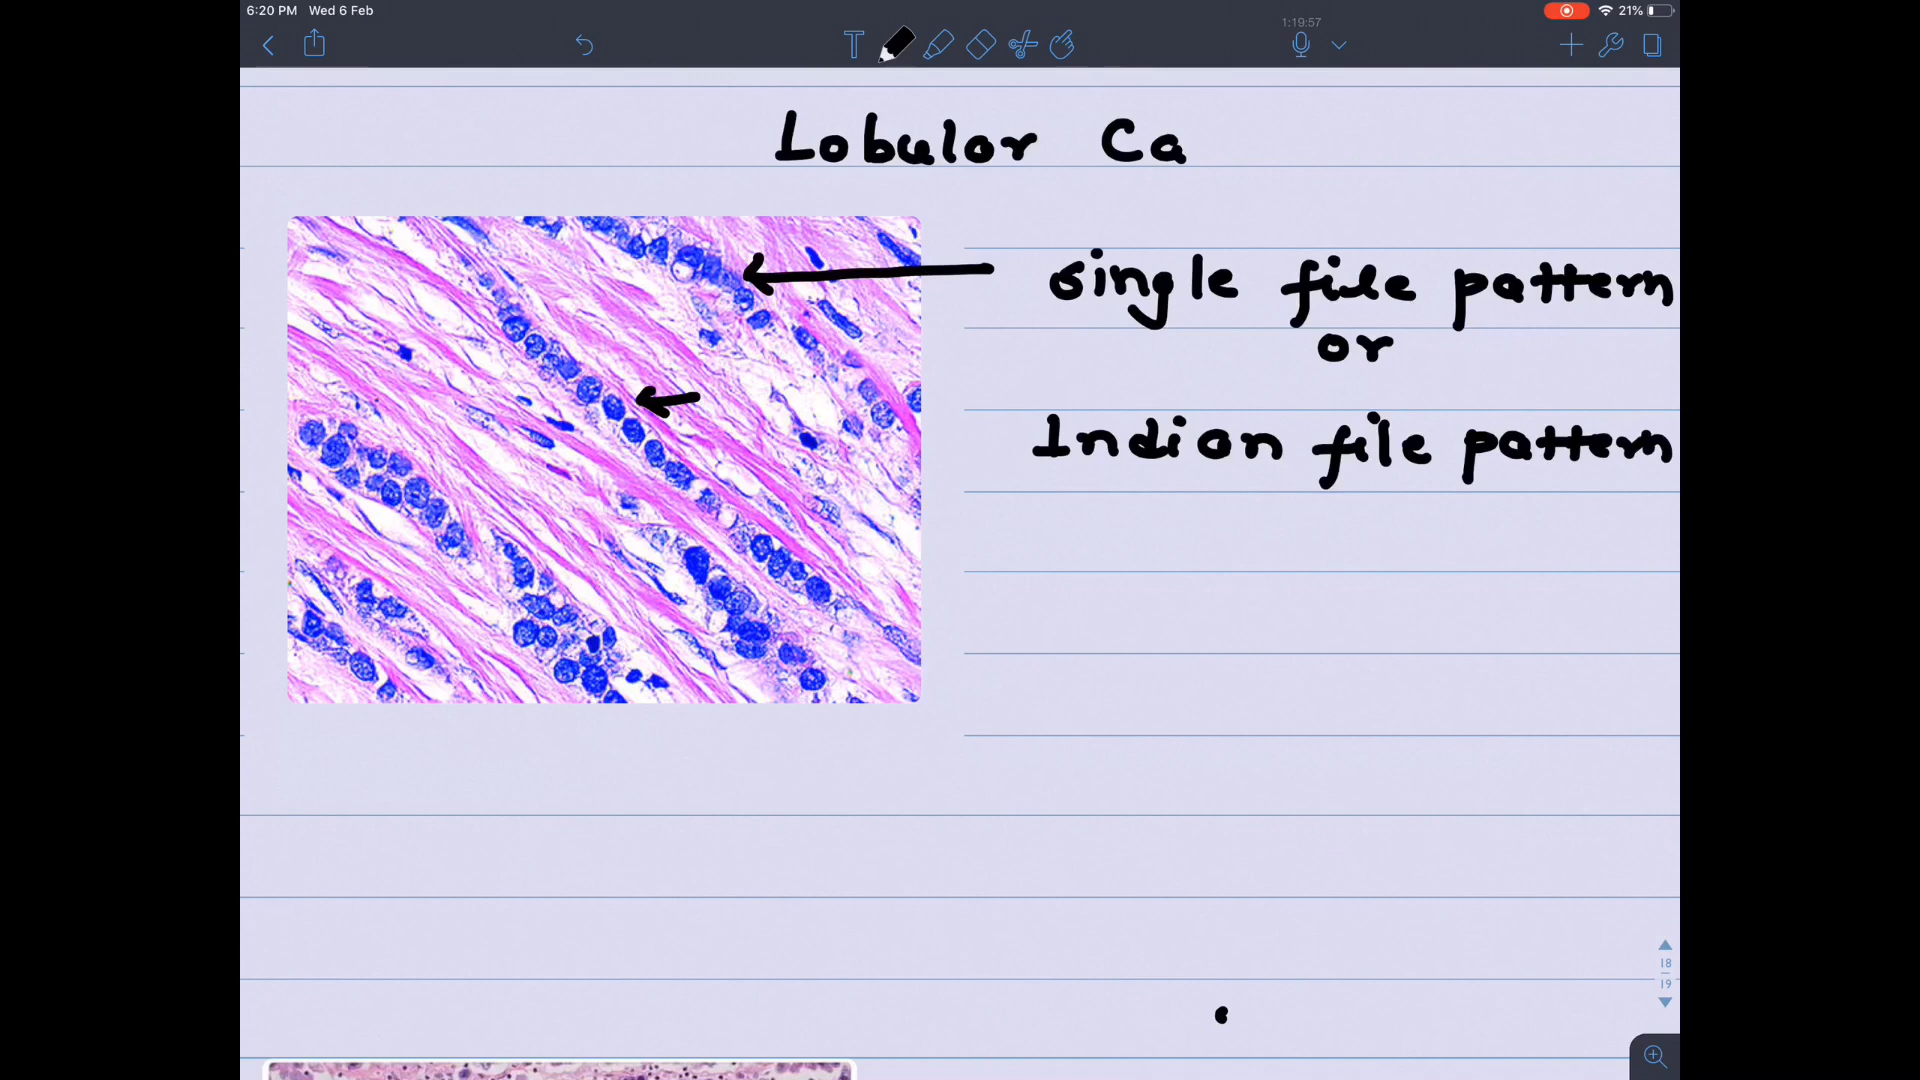 6:20 PM Wed 6 Feb
21%
1:19:57
T
Lobular Ca
single file pattern
or
Indian file pattern
18
19